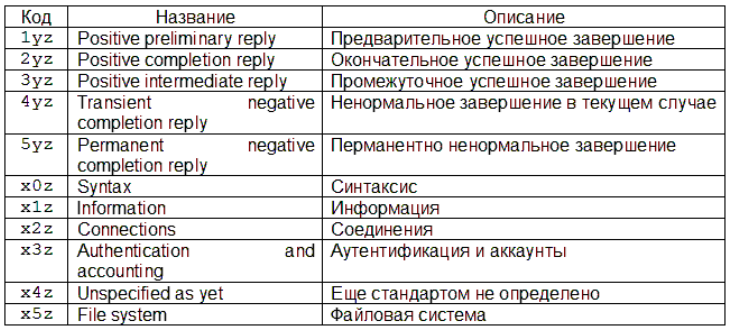 Код Название Описание
1yz Positive preliminary reply Предварительное успешное завершение
2yz Positive completion reply Окончательное успешное завершение
3yz Positive intermediate reply Промежуточное успешное завершение
4yz Transient negative Ненормальное завершение в текущем случае
completion reply
5yz Permanent negative Перманентно ненормальное завершение
completion reply
x0z Syntax Синтаксис
x1z Information Информация
x2z Connections Соединения
x3z Authentication and Аутентификация и аккаунты
accounting
x4z Unspecified as yet Еще стандартом не определено
x5z File system Файловая система